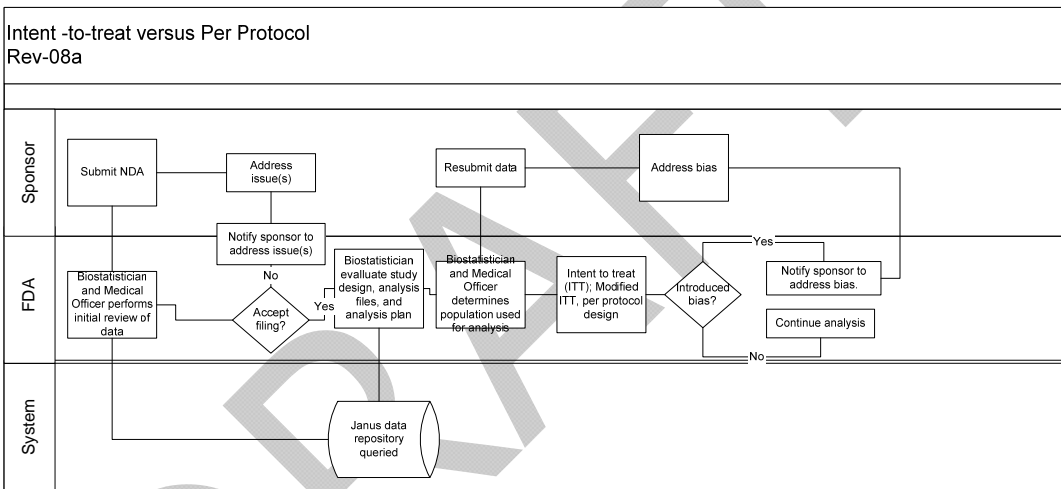 Intent -to-treat versus Per Protocol
Rev-08a
Sponsor
Submit NDA
Address
issue(s)
Resubmit data
Address bias
Notify sponsor to
address issue(s)
FDA
Biostatistician
and Medical
Officer performs
initial review of
data
No
Accept
filing?
Yes
Biostatistician
evaluate study
design, analysis
files, and
analysis plan
Biostatistician
and Medical
Officer
determines
population used
for analysis
Intent to treat
(ITT); Modified
ITT, per protocol
design
Introduced
bias?
Yes
Notify sponsor to
address bias.
Continue analysis
No
System
Janus data
repository
queried
DRAFT